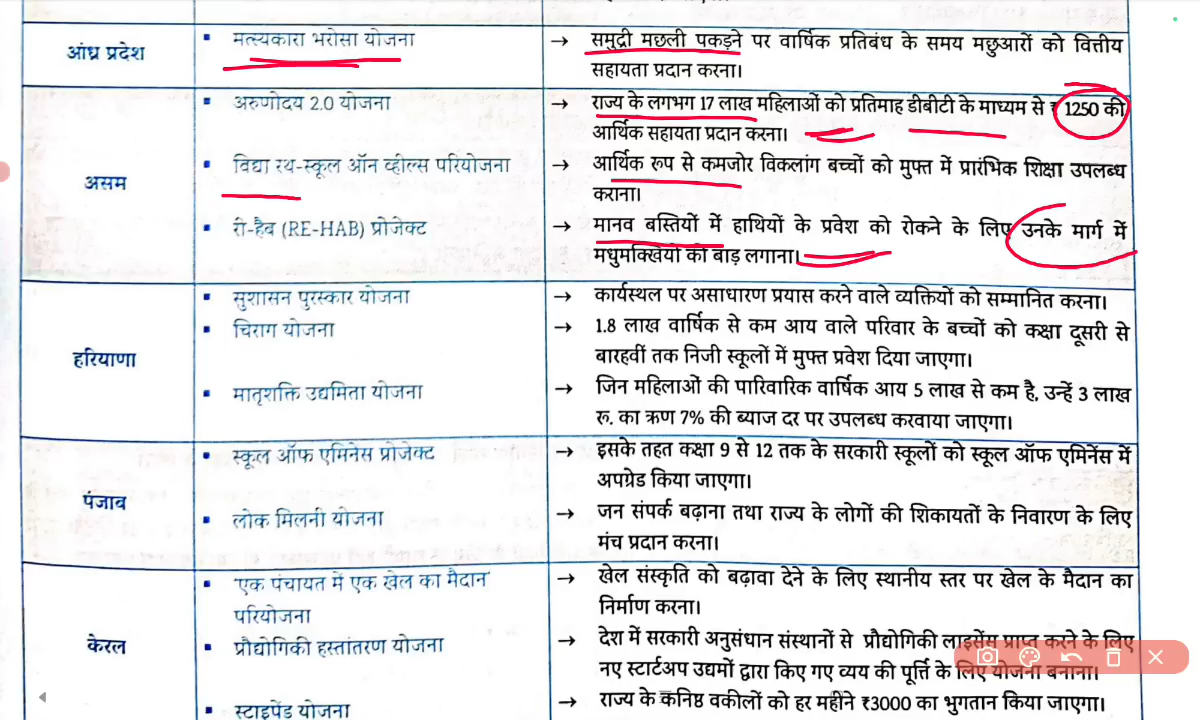 आंध्र प्रदेश
▪ मत्स्यकारा भरोसा योजना
→ समुद्री मछली पकड़ने पर वार्षिक प्रतिबंध के समय मछुआरों को वित्तीय
सहायता प्रदान करना।
असम
▪ अरुणोदय 2.0 योजना
→ राज्य के लगभग 17 लाख महिलाओं को प्रतिमाह डीबीटी के माध्यम से ₹1250 की
आर्थिक सहायता प्रदान करना।
▪ विद्या रथ-स्कूल ऑन व्हील्स परियोजना
→ आर्थिक रुप से कमजोर विकलांग बच्चों को मुफ्त में प्रारंभिक शिक्षा उपलब्ध
कराना।
▪ री-हैब (RE-HAB) प्रोजेक्ट
→ मानव बस्तियों में हाथियों के प्रवेश को रोकने के लिए उनके मार्ग में
मधुमक्खियों की बाड़ लगाना।
हरियाणा
▪ सुशासन पुरस्कार योजना
→ कार्यस्थल पर असाधारण प्रयास करने वाले व्यक्तियों को सम्मानित करना।
▪ चिराग योजना
→ 1.8 लाख वार्षिक से कम आय वाले परिवार के बच्चों को कक्षा दूसरी से
बारहवीं तक निजी स्कूलों में मुफ्त प्रवेश दिया जाएगा।
▪ मातृशक्ति उद्यमिता योजना
→ जिन महिलाओं की पारिवारिक वार्षिक आय 5 लाख से कम है, उन्हें 3 लाख
रु. का ऋण 7% की ब्याज दर पर उपलब्ध करवाया जाएगा।
पंजाब
▪ स्कूल ऑफ एमिनेंस प्रोजेक्ट
→ इसके तहत कक्षा 9 से 12 तक के सरकारी स्कूलों को स्कूल ऑफ एमिनेंस में
अपग्रेड किया जाएगा।
▪ लोक मिलनी योजना
→ जन संपर्क बढ़ाना तथा राज्य के लोगों की शिकायतों के निवारण के लिए
मंच प्रदान करना।
केरल
▪ 'एक पंचायत में एक खेल का मैदान'
परियोजना
→ खेल संस्कृति को बढ़ावा देने के लिए स्थानीय स्तर पर खेल के मैदान का
निर्माण करना।
▪ प्रौद्योगिकी हस्तांतरण योजना
→ देश में सरकारी अनुसंधान संस्थानों से प्रौद्योगिकी लाइसेंस प्राप्त करने के लिए
नए स्टार्टअप उद्यमों द्वारा किए गए व्यय की पूर्त्ति के लिए योजना बनाना।
▪ स्टाइपेंड योजना
→ राज्य के कनिष्ठ वकीलों को हर महीने ₹3000 का भुगतान किया जाएगा।